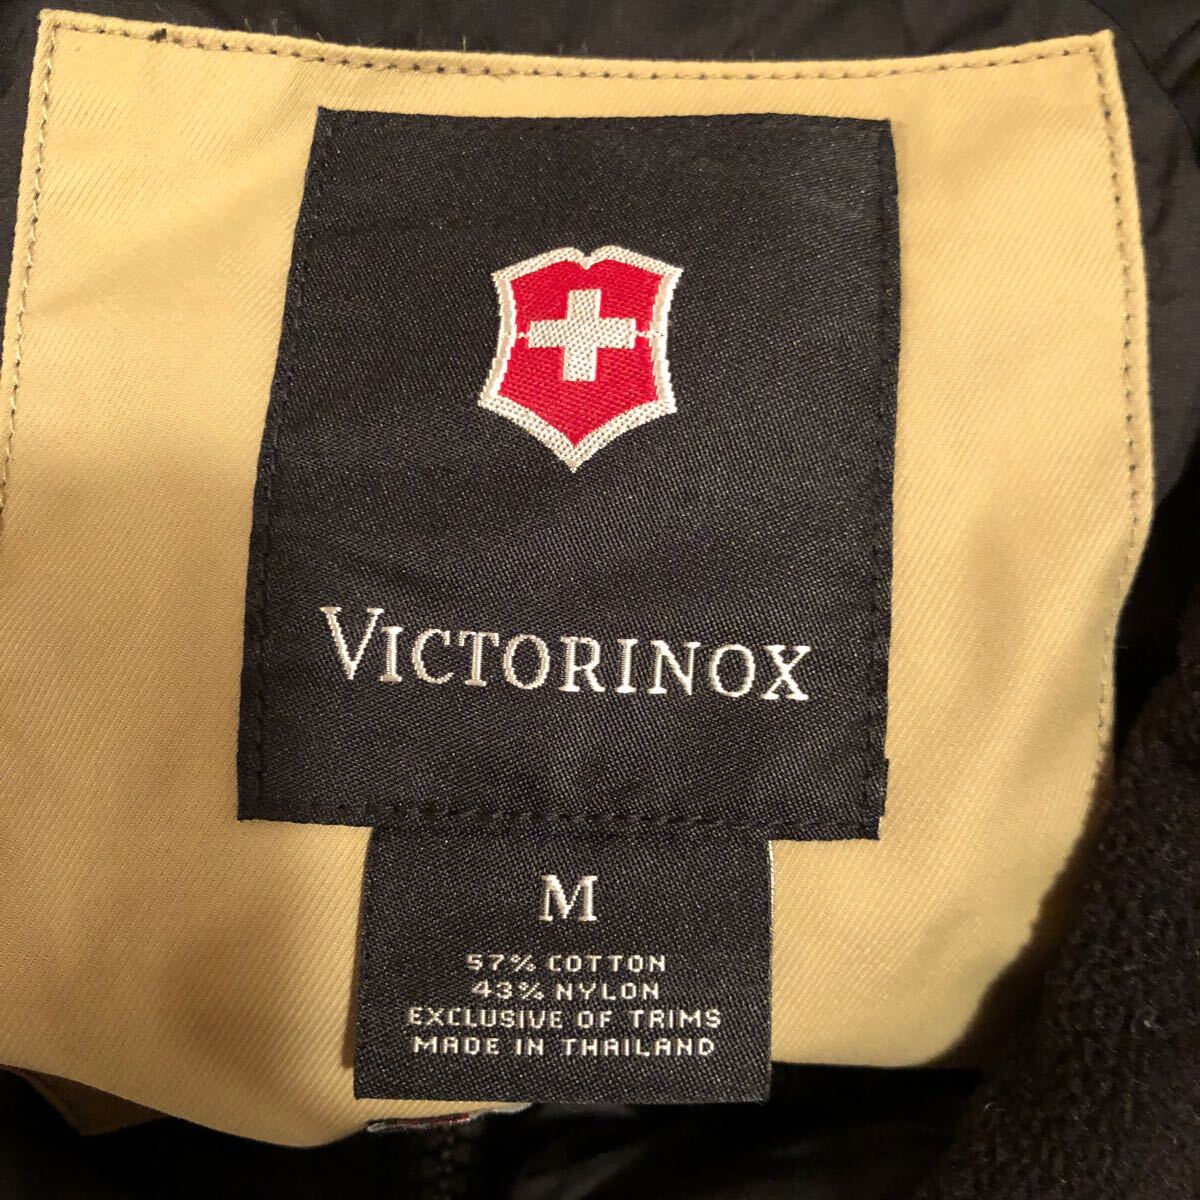 VICTORINOX
M
57% COTTON
43% NYLON
EXCLUSIVE OF TRIMS
MADE IN THAILAND